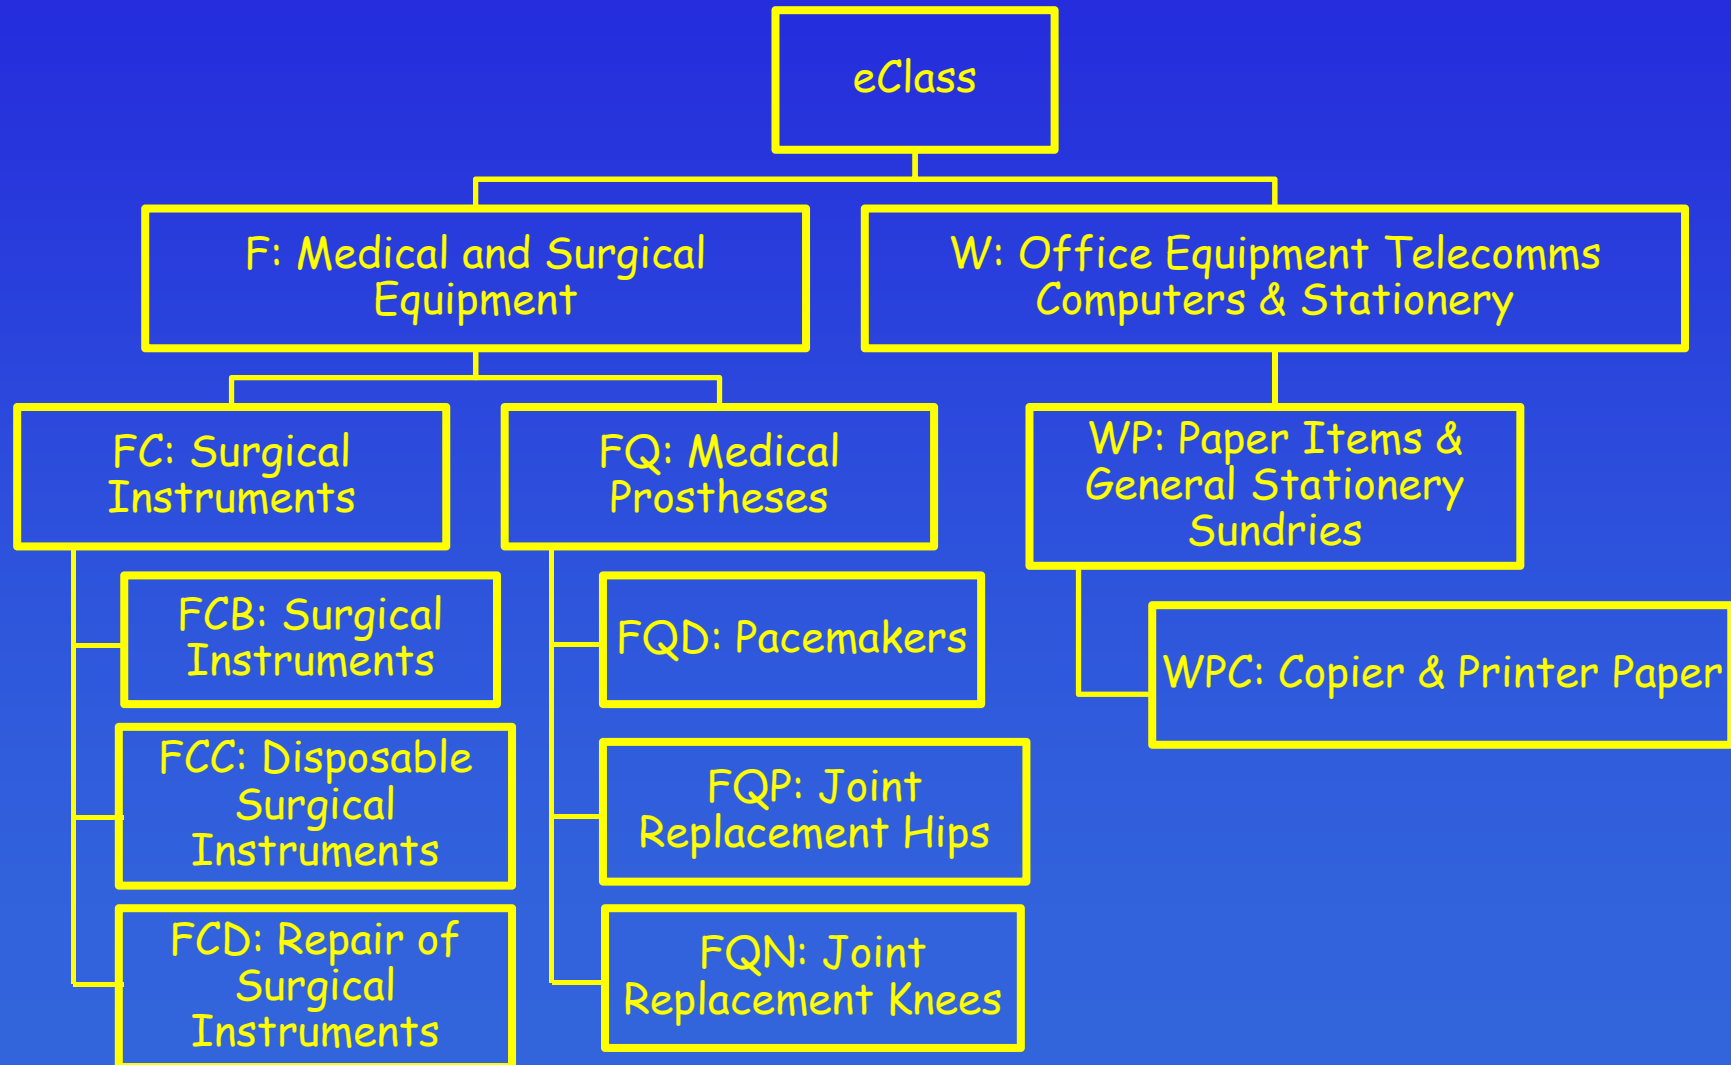 eClass
F: Medical and Surgical
Equipment
W: Office Equipment Telecomms
Computers & Stationery
FC: Surgical
Instruments
FQ: Medical
Prostheses
WP: Paper Items &
General Stationery
Sundries
FCB: Surgical
Instruments
FCC: Disposable
Surgical
Instruments
FCD: Repair of
Surgical
Instruments
FQD: Pacemakers
FQP: Joint
Replacement Hips
FQN: Joint
Replacement Knees
WPC: Copier & Printer Paper